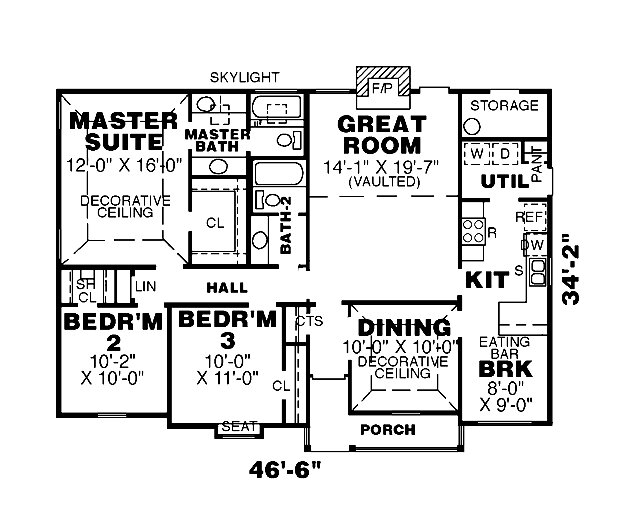 SKYLIGHT
F/P
MASTER
SUITE
12'-0" X 16'-0"
DECORATIVE
CEILING
MASTER
BATH
GREAT
ROOM
14'-1" X 19'-7"
(VAULTED)
STORAGE
W D
PANT
UTIL
CL
BATH-2
REF
R
DW
KIT
S
34'-2"
SH
CL
LIN
HALL
BEDR'M
2
10'-2"
X 10'-0"
BEDR'M
3
10'-0"
X 11'-0"
CTS
CL
DINING
10'-0" X 10'-0"
DECORATIVE
CEILING
EATING
BAR
BRK
8'-0"
X 9'-0"
SEAT
PORCH
46'-6"